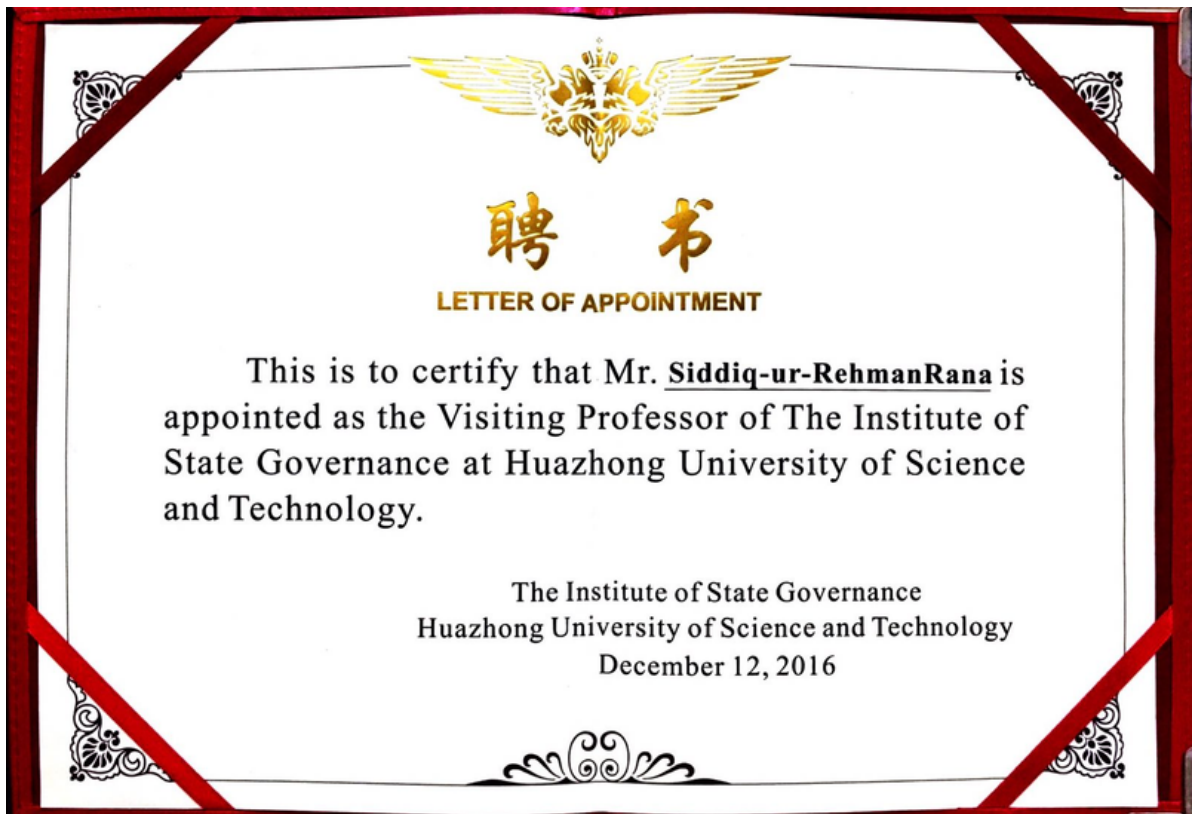 聘 书
LETTER OF APPOINTMENT
This is to certify that Mr. Siddiq-ur-RehmanRana is
appointed as the Visiting Professor of The Institute of
State Governance at Huazhong University of Science
and Technology.
The Institute of State Governance
Huazhong University of Science and Technology
December 12, 2016